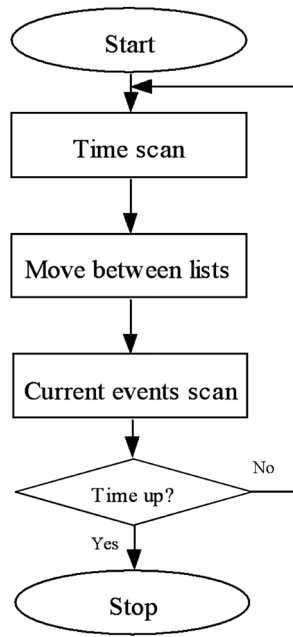 Start
Time scan
Move between lists
Current events scan
Time up?
No
Yes
Stop